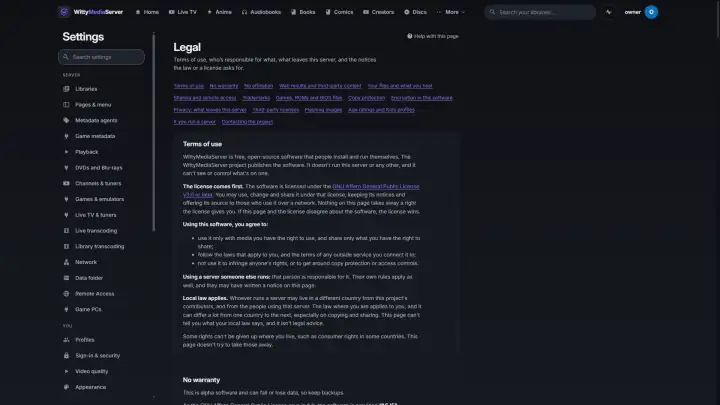 WittyMediaServer
Home
Live TV
Anime
Audiobooks
Books
Comics
Creators
Discs
More
Search your libraries...
owner
O
Settings
Search settings
SERVER
Libraries
Pages & menu
Metadata agents
Game metadata
Playback
DVDs and Blu-rays
Channels & tuners
Games & emulators
Live TV & tuners
Live transcoding
Library transcoding
Network
Data folder
Remote Access
Game PCs
YOU
Profiles
Sign-in & security
Video quality
Appearance
Help with this page
Legal
Terms of use, who's responsible for what, what leaves this server, and the notices
the law or a license asks for.
Terms of use No warranty No affiliation Web results and third-party content Your files and what you host
Sharing and remote access Trademarks Games, ROMs and BIOS files Copy protection Encryption in this software
Privacy: what leaves this server Third-party licenses Flashing images Age ratings and Kids profiles
If you run a server Contacting the project
Terms of use
WittyMediaServer is free, open-source software that people install and run themselves. The
WittyMediaServer project publishes the software. It doesn't run this server or any other, and it
can't see or control what's on one.
The license comes first. The software is licensed under the GNU Affero General Public License
v3.0 or later. You may use, change and share it under that license, keeping its notices and
offering its source to those who use it over a network. Nothing on this page takes away a right
the license gives you. If this page and the license disagree about the software, the license wins.
Using this software, you agree to:
• use it only with media you have the right to use, and share only what you have the right to
share;
• follow the laws that apply to you, and the terms of any outside service you connect it to;
• not use it to infringe anyone's rights, or to get around copy protection or access controls.
Using a server someone else runs: that person is responsible for it. Their own rules apply as
well, and they may have written a notice on this page.
Local law applies. Whoever runs a server may live in a different country from this project's
contributors, and from the people using that server. The law where you are applies to you, and it
can differ a lot from one country to the next, especially on copying and sharing. This page can't
tell you what your local law says, and it isn't legal advice.
Some rights can't be given up where you live, such as consumer rights in some countries. This
page doesn't try to take those away.
No warranty
This is alpha software and can fail or lose data, so keep backups.